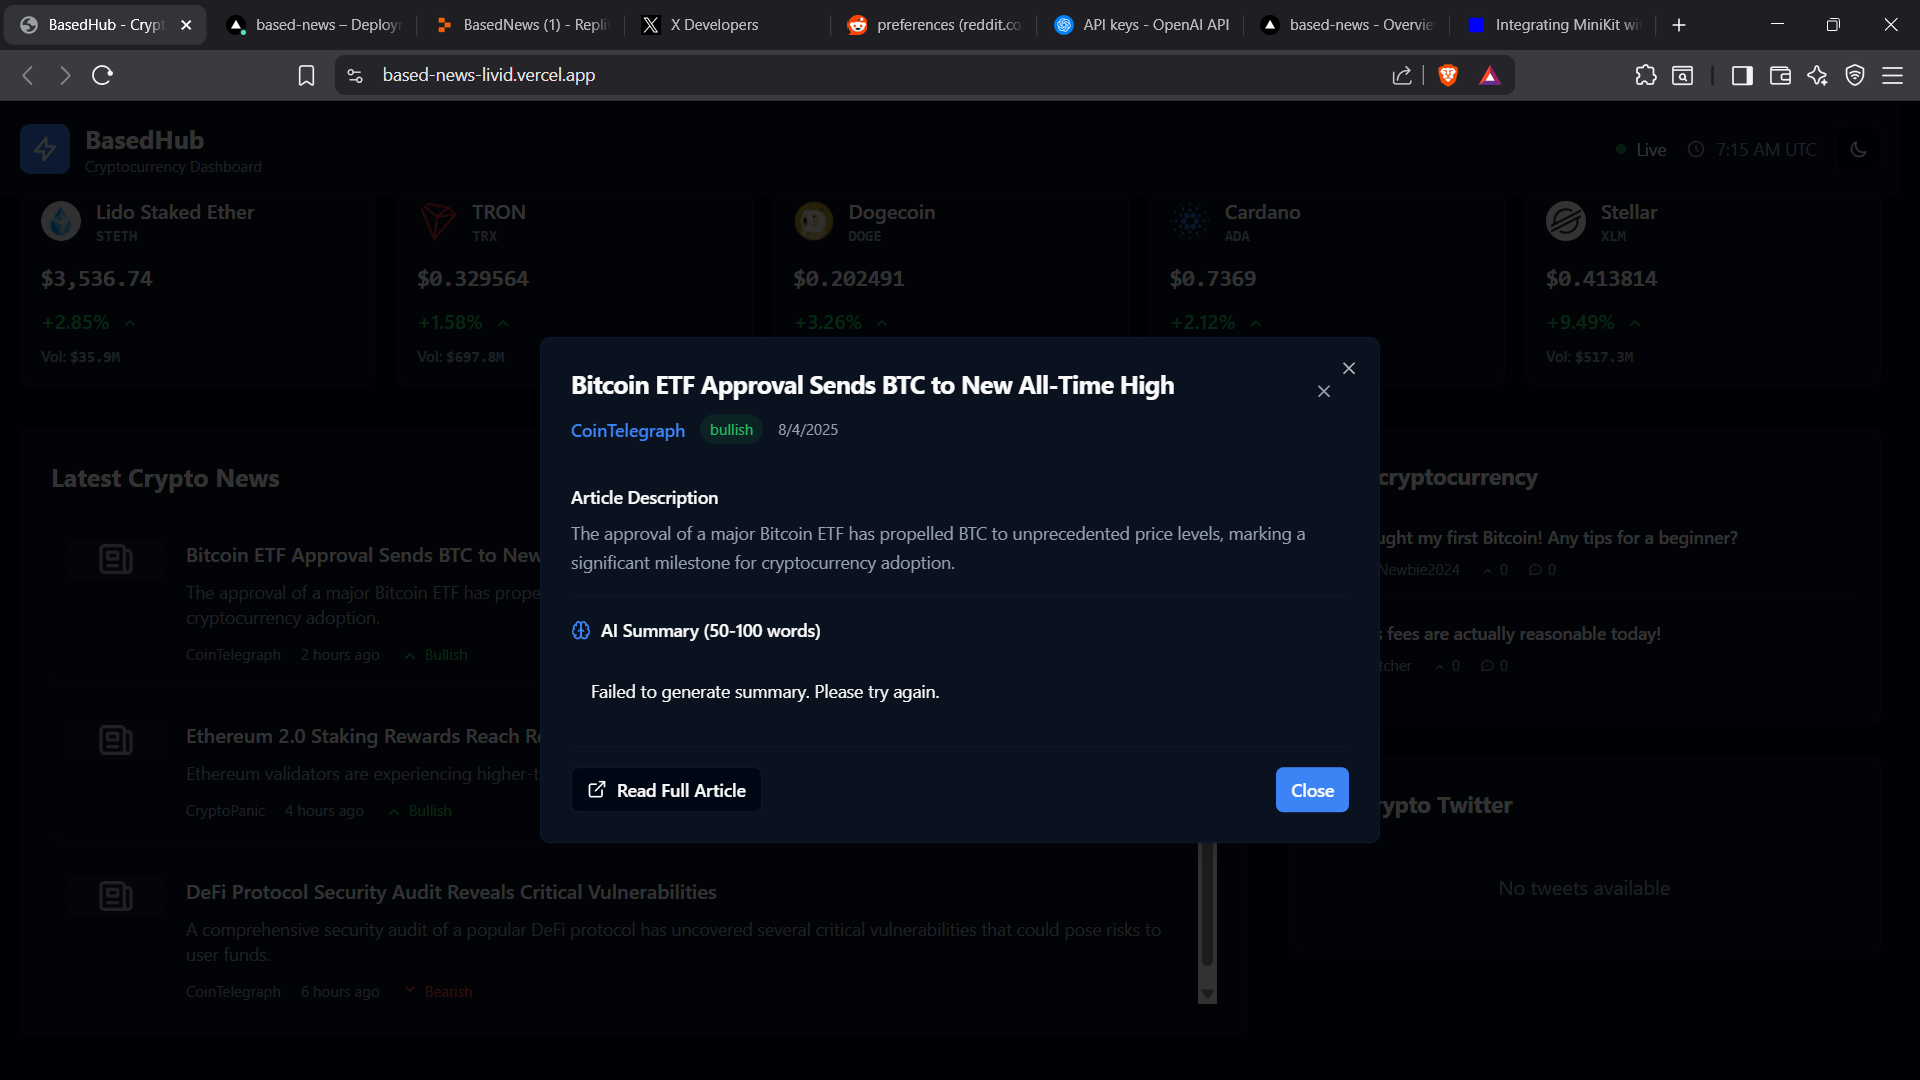 BasedHub - Crypt
based-news – Deploy
BasedNews (1) - Repli
X Developers
preferences (reddit.co
API keys - OpenAI API
based-news - Overvie
Integrating MiniKit wi
based-news-livid.vercel.app
BasedHub
Cryptocurrency Dashboard
Live
7:15 AM UTC
Lido Staked Ether
STETH
$3,536.74
+2.85%
Vol: $35.9M
TRON
TRX
$0.329564
+1.58%
Vol: $697.8M
Dogecoin
DOGE
$0.202491
+3.26%
Cardano
ADA
$0.7369
+2.12%
Stellar
XLM
$0.413814
+9.49%
Vol: $517.3M
Bitcoin ETF Approval Sends BTC to New All-Time High
CoinTelegraph bullish 8/4/2025
Article Description
The approval of a major Bitcoin ETF has propelled BTC to unprecedented price levels, marking a
significant milestone for cryptocurrency adoption.
AI Summary (50-100 words)
Failed to generate summary. Please try again.
Read Full Article
Close
Latest Crypto News
Bitcoin ETF Approval Sends BTC to New
The approval of a major Bitcoin ETF has prope
cryptocurrency adoption.
CoinTelegraph 2 hours ago Bullish
Ethereum 2.0 Staking Rewards Reach R
Ethereum validators are experiencing higher-t
CryptoPanic 4 hours ago Bullish
DeFi Protocol Security Audit Reveals Critical Vulnerabilities
A comprehensive security audit of a popular DeFi protocol has uncovered several critical vulnerabilities that could pose risks to
user funds.
CoinTelegraph 6 hours ago Bearish
cryptocurrency
ught my first Bitcoin! Any tips for a beginner?
Newbie2024 0 0
s fees are actually reasonable today!
tcher 0 0
rypto Twitter
No tweets available